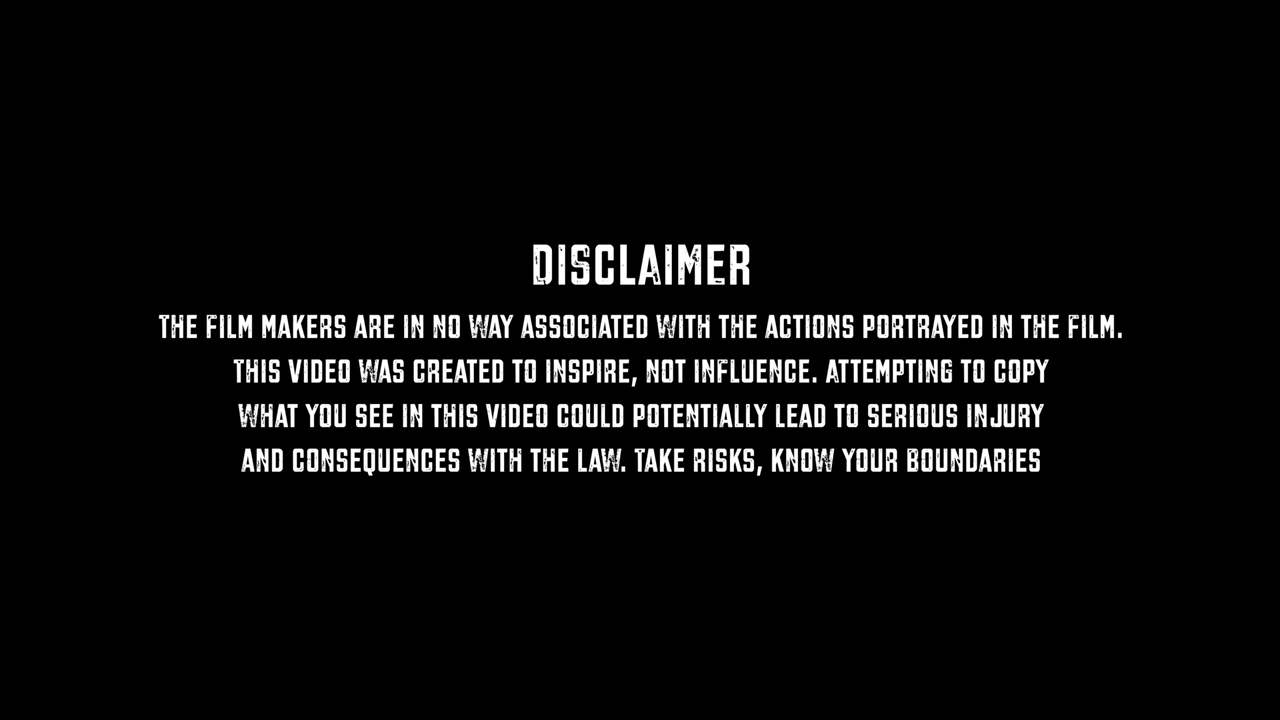 DISCLAIMER
THE FILM MAKERS ARE IN NO WAY ASSOCIATED WITH THE ACTIONS PORTRAYED IN THE FILM.
THIS VIDEO WAS CREATED TO INSPIRE, NOT INFLUENCE. ATTEMPTING TO COPY
WHAT YOU SEE IN THIS VIDEO COULD POTENTIALLY LEAD TO SERIOUS INJURY
AND CONSEQUENCES WITH THE LAW. TAKE RISKS, KNOW YOUR BOUNDARIES